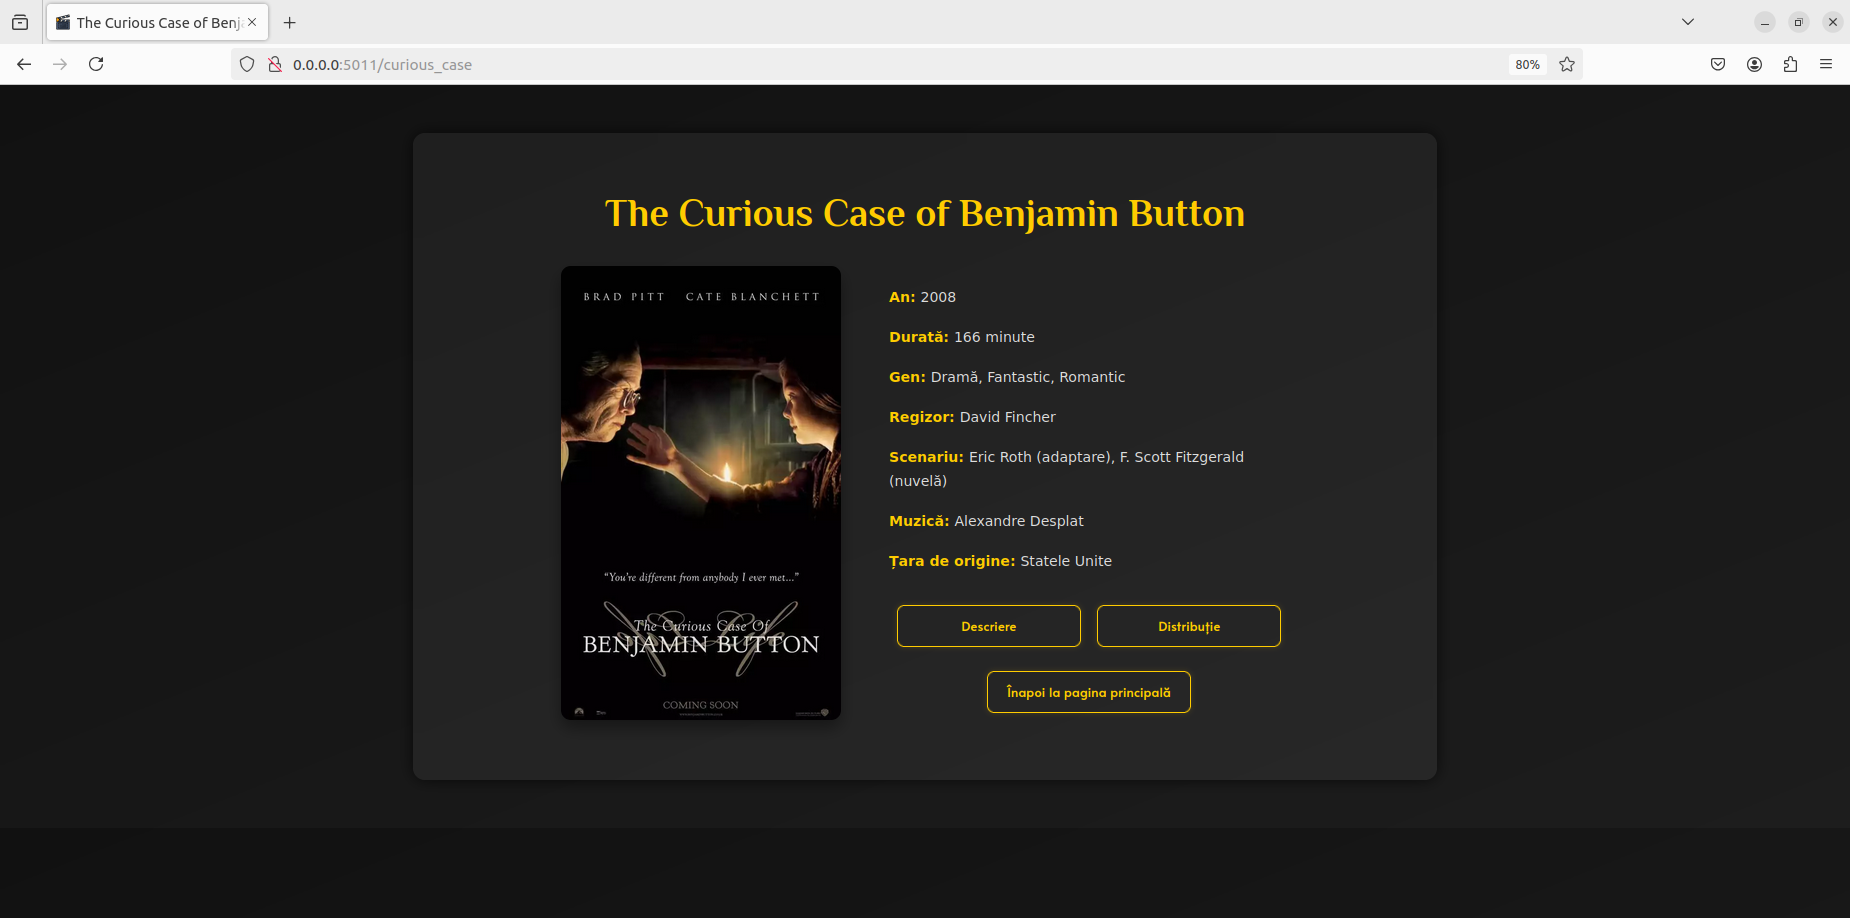 The Curious Case of Benj
0.0.0.0:5011/curious_case
80%
The Curious Case of Benjamin Button
BRAD PITT CATE BLANCHETT
"You're different from anybody I ever met..."
The Curious Case Of
BENJAMIN BUTTON
COMING SOON
An: 2008
Durată: 166 minute
Gen: Dramă, Fantastic, Romantic
Regizor: David Fincher
Scenariu: Eric Roth (adaptare), F. Scott Fitzgerald
(nuvelă)
Muzică: Alexandre Desplat
Țara de origine: Statele Unite
Descriere
Distribuție
Înapoi la pagina principală